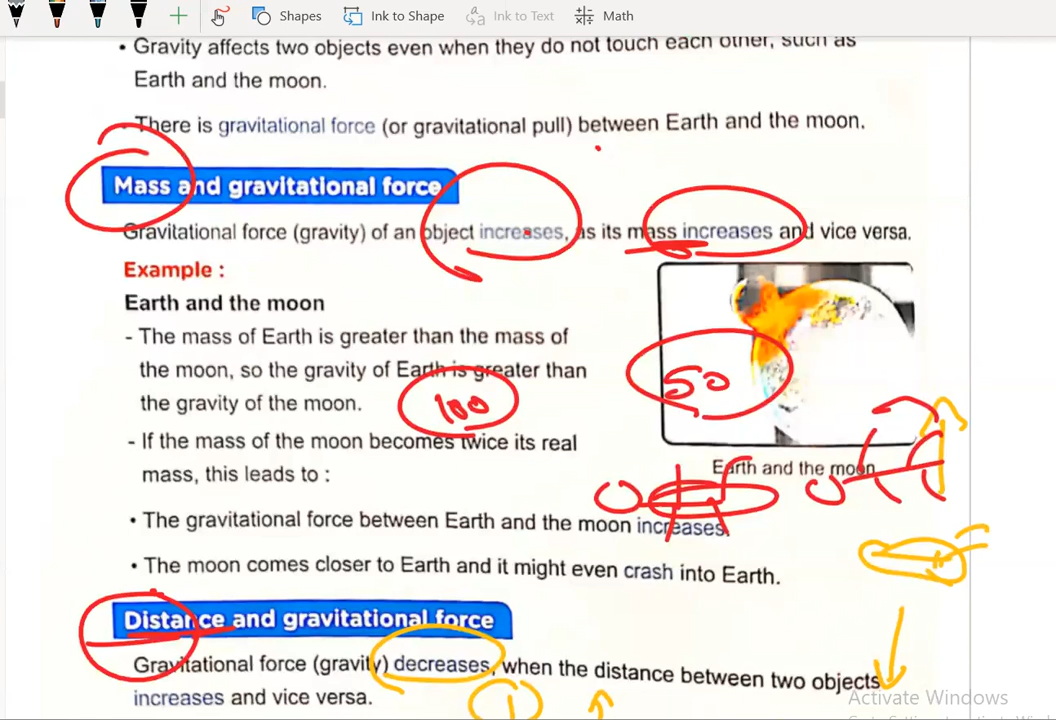 Shapes Ink to Shape Ink to Text Math
• Gravity affects two objects even when they do not touch each other, such as
Earth and the moon.
There is gravitational force (or gravitational pull) between Earth and the moon.
Mass and gravitational force
Gravitational force (gravity) of an object increases, as its mass increases and vice versa.
Example :
Earth and the moon
- The mass of Earth is greater than the mass of
the moon, so the gravity of Earth is greater than
the gravity of the moon.
50
100
- If the mass of the moon becomes twice its real
mass, this leads to :
Earth and the moon
• The gravitational force between Earth and the moon increases.
• The moon comes closer to Earth and it might even crash into Earth.
Distance and gravitational force
Gravitational force (gravity) decreases, when the distance between two objects
increases and vice versa.
1
Activate Windows